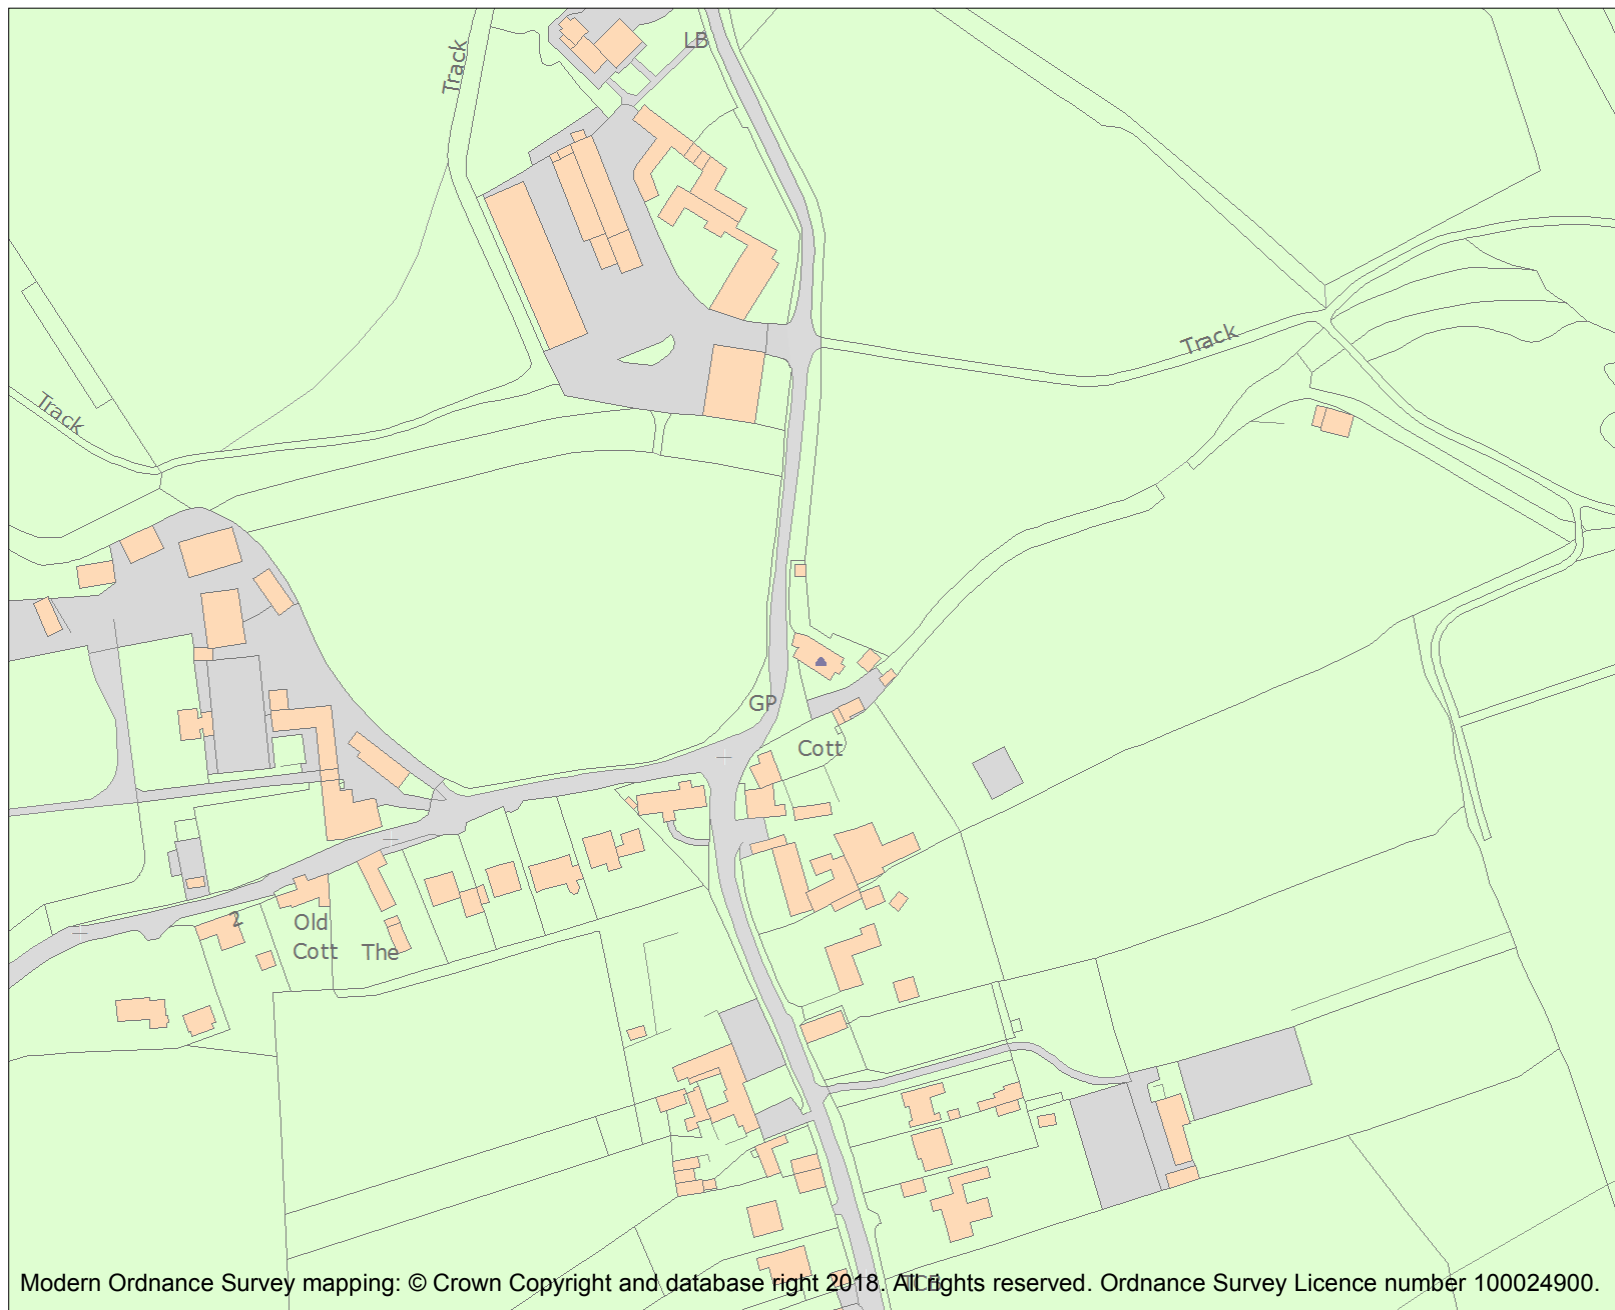 LB
Track
Track
Track
GP
Cott
2
Old
Cott
The
TCB
Modern Ordnance Survey mapping: © Crown Copyright and database right 2018. All rights reserved. Ordnance Survey Licence number 100024900.